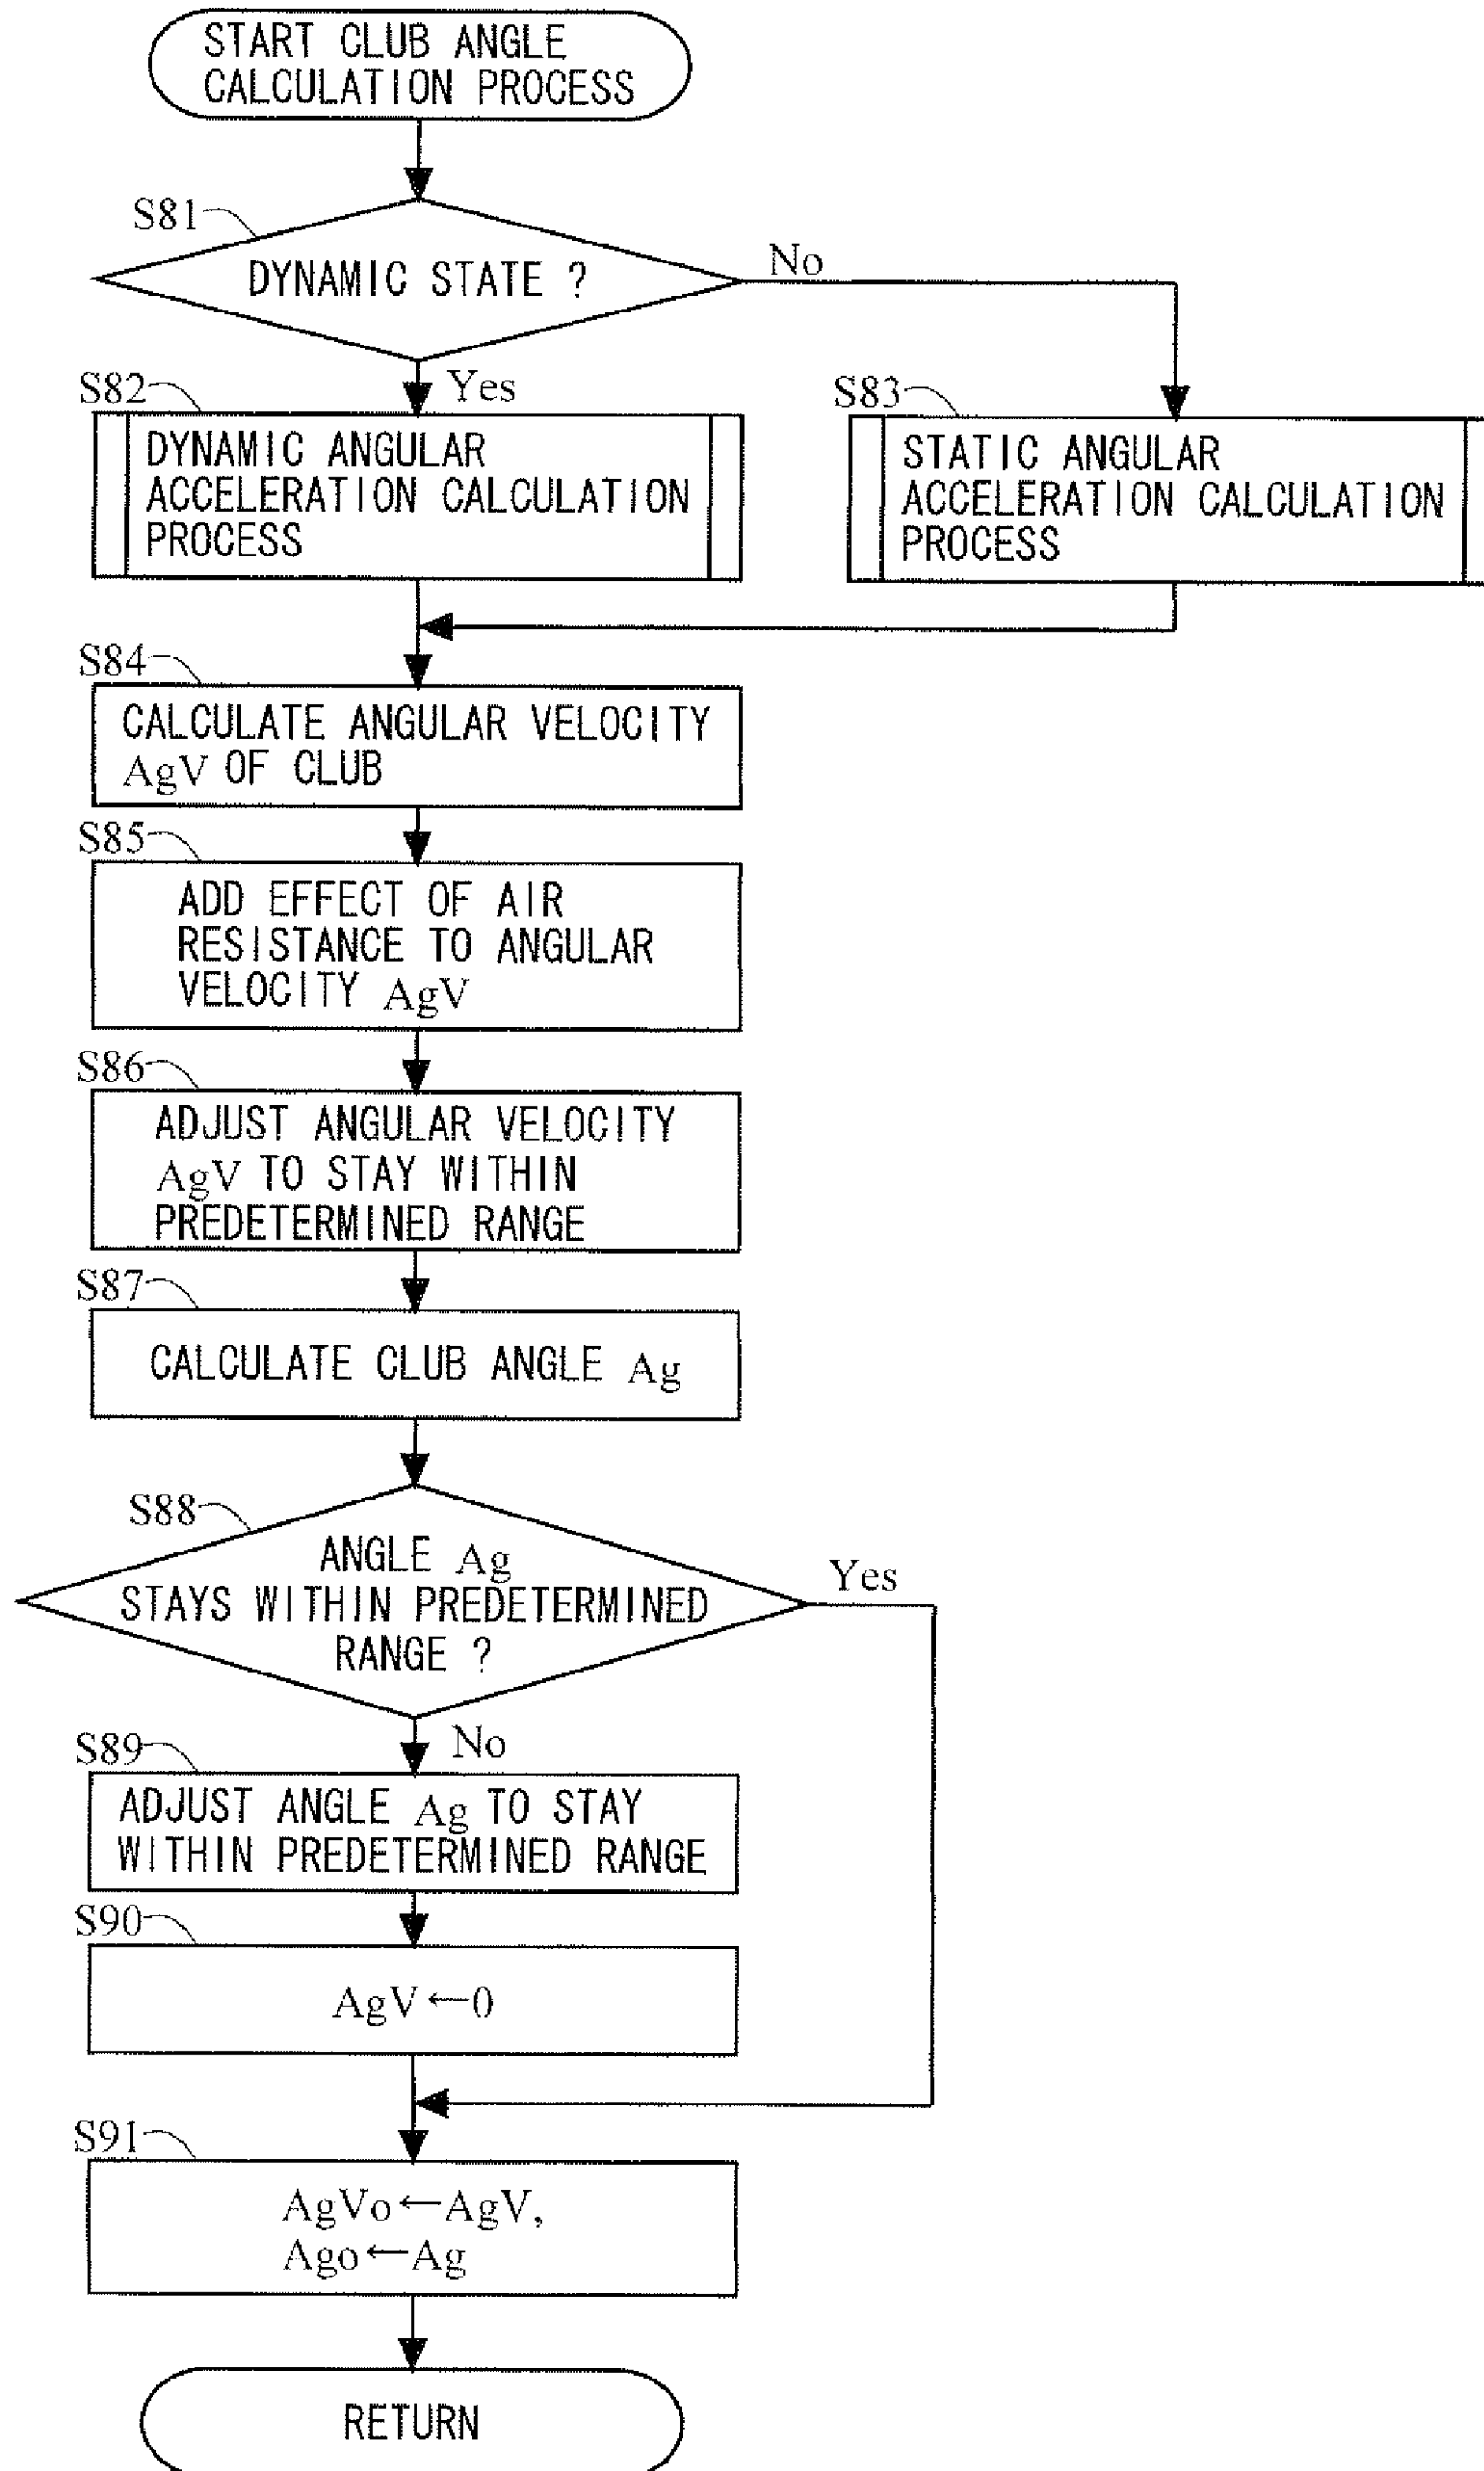 START CLUB ANGLE
CALCULATION PROCESS
S81
DYNAMIC STATE ?
No
Yes
S82
DYNAMIC ANGULAR
ACCELERATION CALCULATION
PROCESS
S83
STATIC ANGULAR
ACCELERATION CALCULATION
PROCESS
S84
CALCULATE ANGULAR VELOCITY
AgV OF CLUB
S85
ADD EFFECT OF AIR
RESISTANCE TO ANGULAR
VELOCITY AgV
S86
ADJUST ANGULAR VELOCITY
AgV TO STAY WITHIN
PREDETERMINED RANGE
S87
CALCULATE CLUB ANGLE Ag
S88
ANGLE Ag
STAYS WITHIN PREDETERMINED
RANGE ?
Yes
No
S89
ADJUST ANGLE Ag TO STAY
WITHIN PREDETERMINED RANGE
S90
AgV←0
S91
AgVo←AgV,
Ago←Ag
RETURN